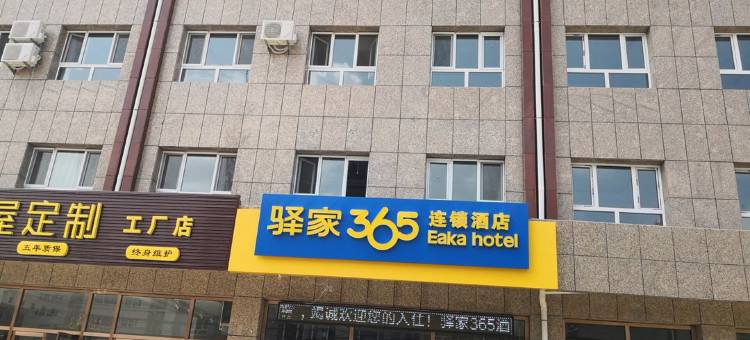 屋定制
工厂店
五年质保
终身维护
驿家365
连锁酒店
Eaka hotel
，竭诚欢迎您的入住！驿家365酒